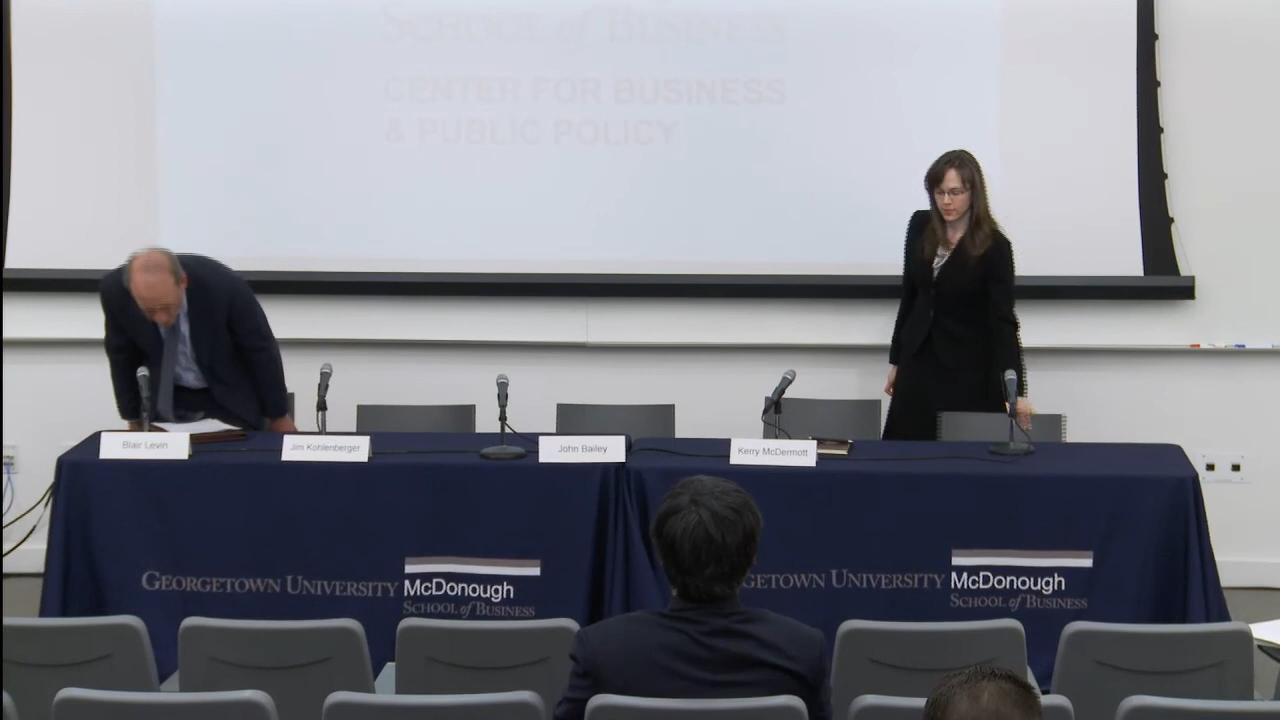 SCHOOL of BUSINESS
CENTER FOR BUSINESS
& PUBLIC POLICY
Blair Levin
Jim Kohlenberger
John Bailey
Kerry McDermott
GEORGETOWN UNIVERSITY McDonough
SCHOOL of BUSINESS
GETOWN UNIVERSITY McDonough
SCHOOL of BUSINESS